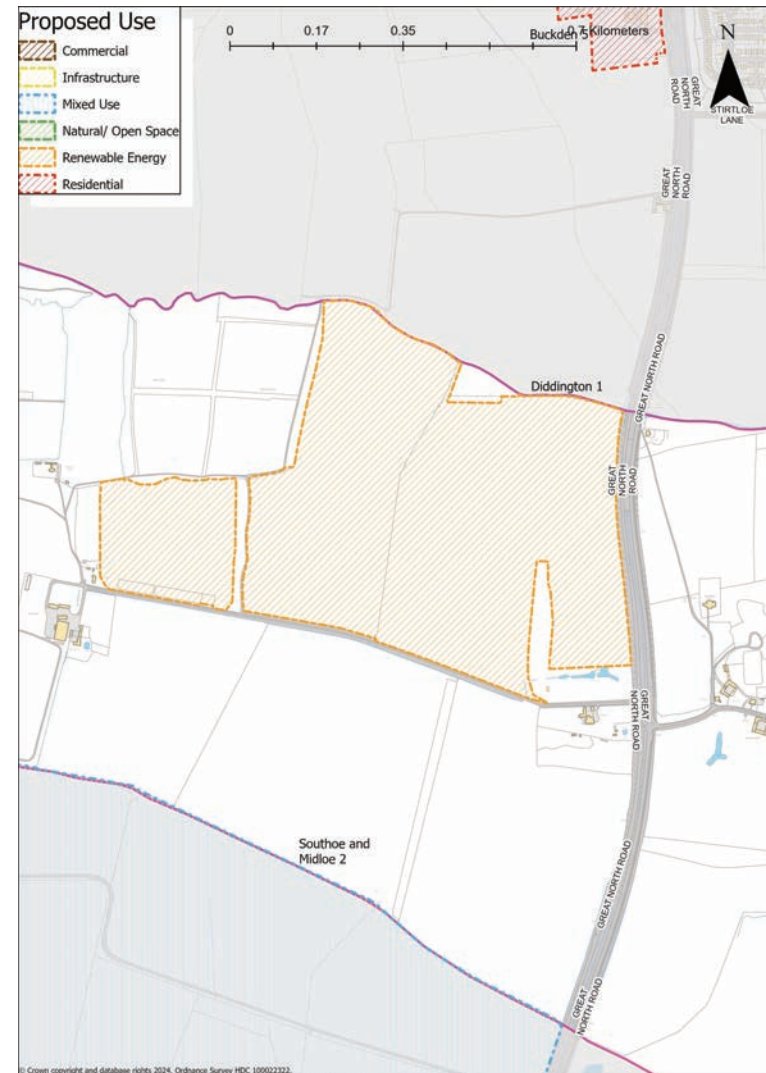 Proposed Use
Commercial
Infrastructure
Mixed Use
Natural/ Open Space
Renewable Energy
Residential
0 0.17 0.35 0.7 Kilometers
Buckden 5
N
GREAT
NORTH
ROAD
STIRTLOE
LANE
GREAT
NORTH
ROAD
GREAT NORTH ROAD
Diddington 1
GREAT
NORTH
ROAD
GREAT
NORTH ROAD
Southoe and
Midloe 2
GREAT NORTH ROAD
GREAT
NORTH ROAD
© Crown copyright and database rights 2024. Ordnance Survey HDC 100022322.